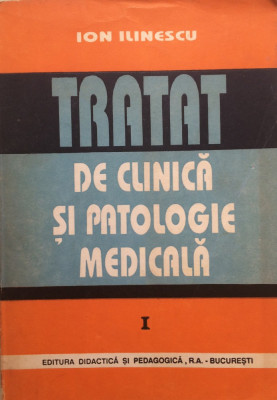 ION ILINESCU
TRATAT
DE CLINICĂ
ȘI PATOLOGIE
MEDICALĂ
I
EDITURA DIDACTICĂ ȘI PEDAGOGICĂ, R.A. - BUCUREȘTI